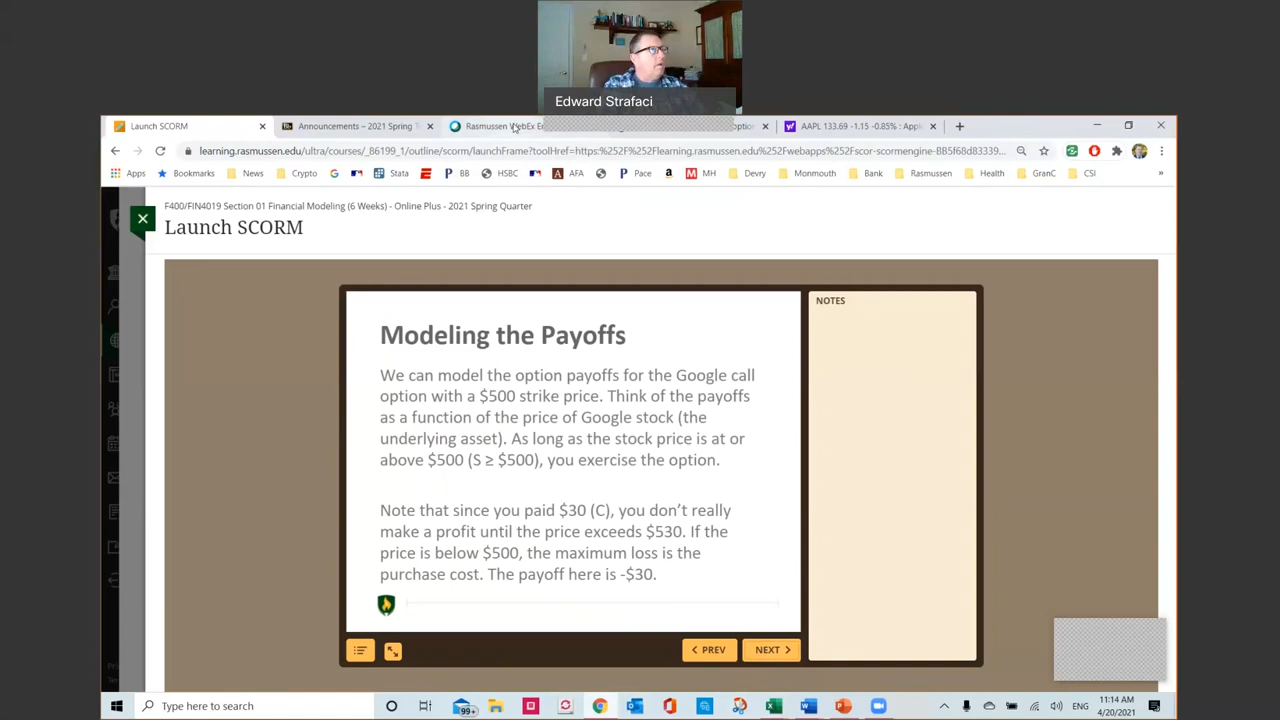 Edward Strafaci
Launch SCORM
Announcements – 2021 Spring T
Rasmussen WebEx En
option
AAPL 133.69 -1.15 -0.85% : Appl
learning.rasmussen.edu/ultra/courses/_86199_1/outline/scorm/launchFrame?toolHref=https:%252F%252Flearning.rasmussen.edu%252Fwebapps%252Fscor-scormengine-BB5f68d83339...
Apps
Bookmarks
News
Crypto
Stata
BB
HSBC
AFA
Pace
MH
Devry
Monmouth
Bank
Rasmussen
Health
GranC
CSI
»
F400/FIN4019 Section 01 Financial Modeling (6 Weeks) - Online Plus - 2021 Spring Quarter
Launch SCORM
Modeling the Payoffs
We can model the option payoffs for the Google call
option with a $500 strike price. Think of the payoffs
as a function of the price of Google stock (the
underlying asset). As long as the stock price is at or
above $500 (S ≥ $500), you exercise the option.
Note that since you paid $30 (C), you don’t really
make a profit until the price exceeds $530. If the
price is below $500, the maximum loss is the
purchase cost. The payoff here is -$30.
NOTES
PREV
NEXT
Type here to search
99+
ENG
11:14 AM
4/20/2021